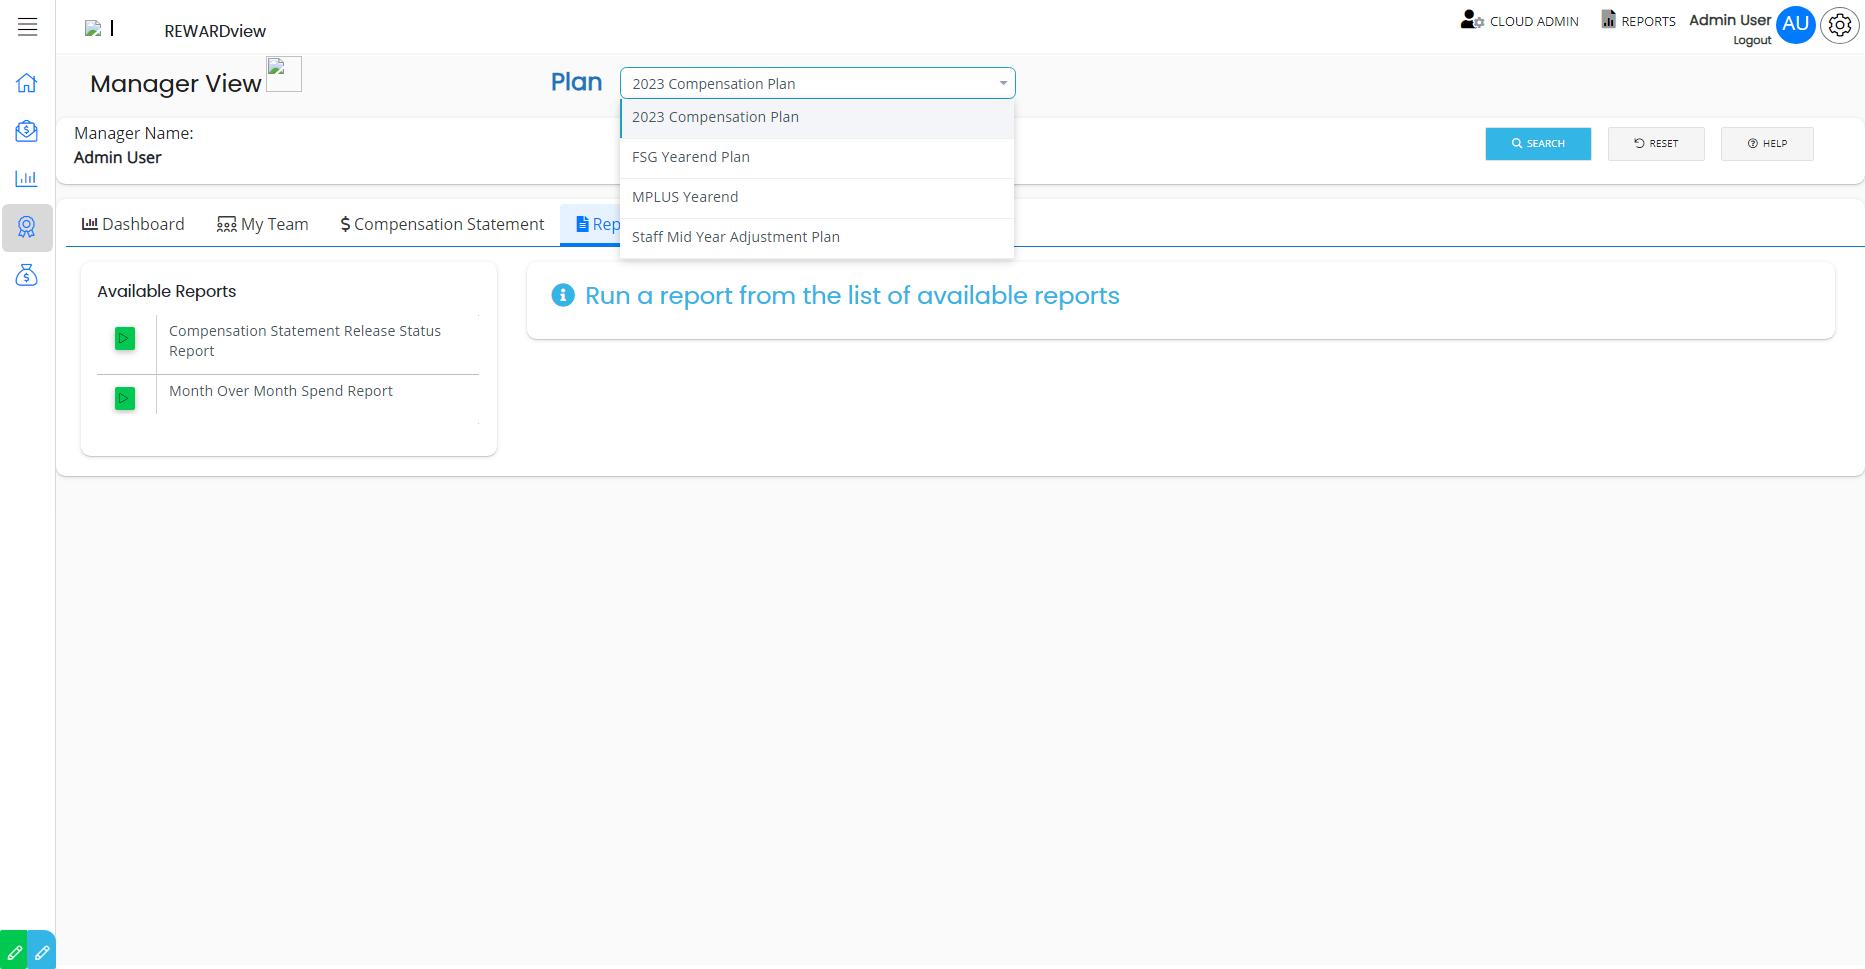 REWARDview
CLOUD ADMIN
REPORTS
Admin User
Logout
AU
Manager View
Plan
2023 Compensation Plan
2023 Compensation Plan
FSG Yearend Plan
MPLUS Yearend
Staff Mid Year Adjustment Plan
Manager Name:
Admin User
SEARCH
RESET
HELP
Dashboard
My Team
Compensation Statement
Rep
Available Reports
Compensation Statement Release Status
Report
Month Over Month Spend Report
Run a report from the list of available reports